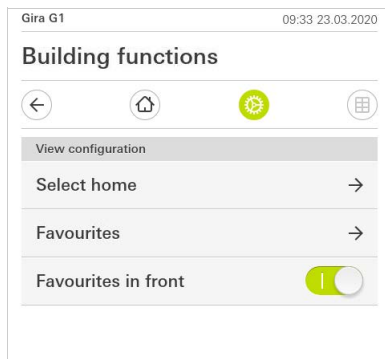 Gira G1 09:33 23.03.2020
Building functions
View configuration
Select home
Favourites
Favourites in front